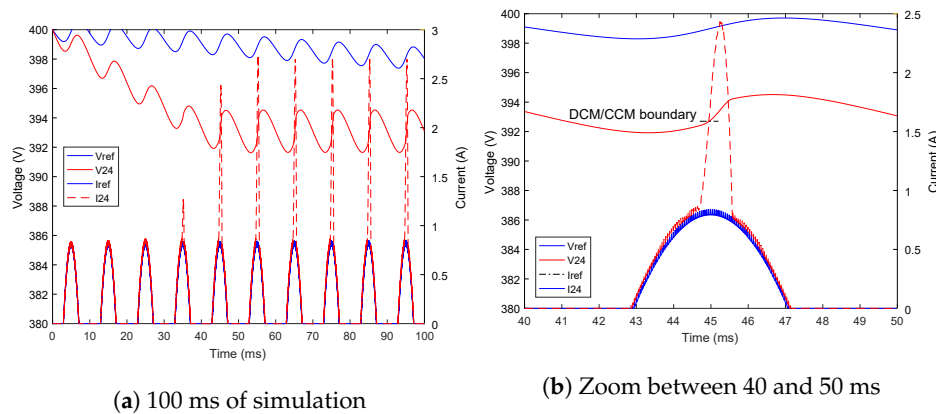 400
398
396
394
392
390
388
386
384
382
380
Voltage (V)
3
2.5
2
1.5
1
0.5
0
Current (A)
Vref
V24
Iref
I24
0 10 20 30 40 50 60 70 80 90 100
Time (ms)
(a) 100 ms of simulation
400
398
396
394
392
390
388
386
384
382
380
Voltage (V)
2.5
2
1.5
1
0.5
0
Current (A)
DCM/CCM boundary
Vref
V24
Iref
I24
40 41 42 43 44 45 46 47 48 49 50
Time (ms)
(b) Zoom between 40 and 50 ms